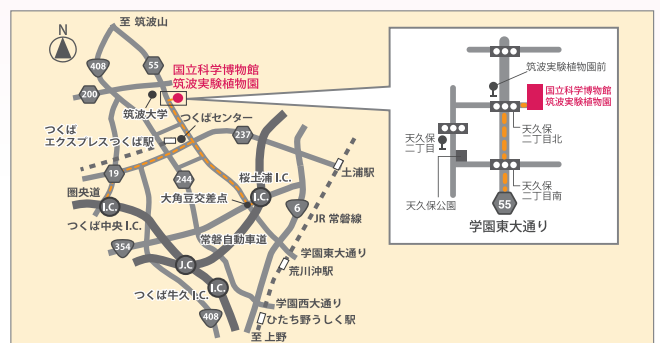 至 筑波山
N
408
55
国立科学博物館
筑波実験植物園
200
筑波大学
つくばセンター
つくば
エクスプレスつくば駅
237
土浦駅
19
244
桜土浦I.C.
圏央道
大角豆交差点
I.C.
I.C.
6
つくば中央I.C.
JR 常磐線
常磐自動車道
354
学園東大通り
J.C
荒川沖駅
つくば牛久I.C.
I.C.
学園西大通り
408
ひたち野うしく駅
至 上野
筑波実験植物園前
国立科学博物館
筑波実験植物園
天久保
二丁目
天久保
二丁目北
天久保公園
天久保
二丁目南
55
学園東大通り